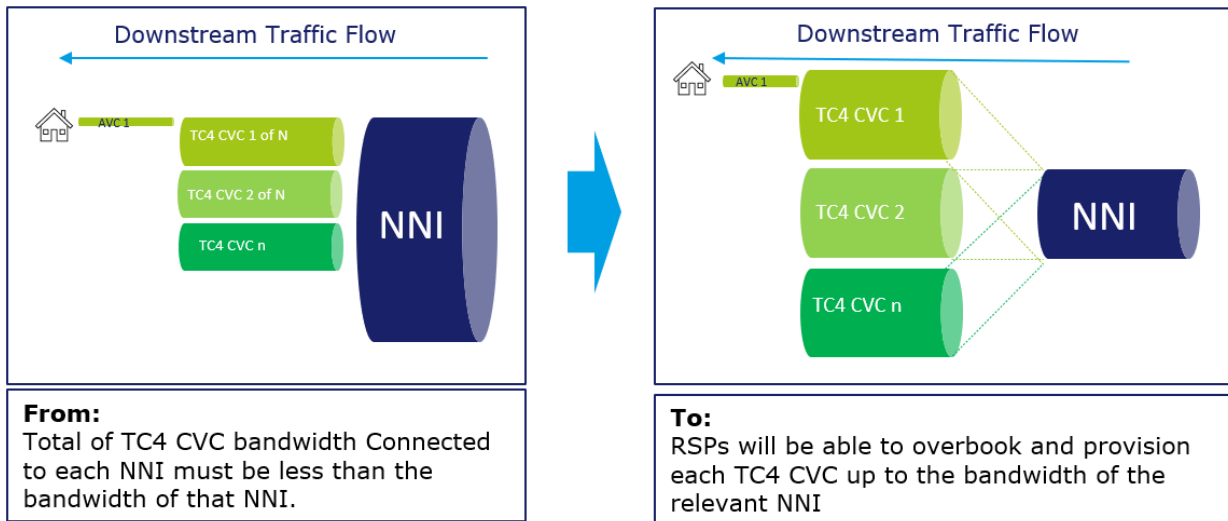 Downstream Traffic Flow
AVC 1
TC4 CVC 1 of N
TC4 CVC 2 of N
TC4 CVC n
NNI
From:
Total of TC4 CVC bandwidth Connected
to each NNI must be less than the
bandwidth of that NNI.
Downstream Traffic Flow
AVC 1
TC4 CVC 1
TC4 CVC 2
TC4 CVC n
NNI
To:
RSPs will be able to overbook and provision
each TC4 CVC up to the bandwidth of the
relevant NNI